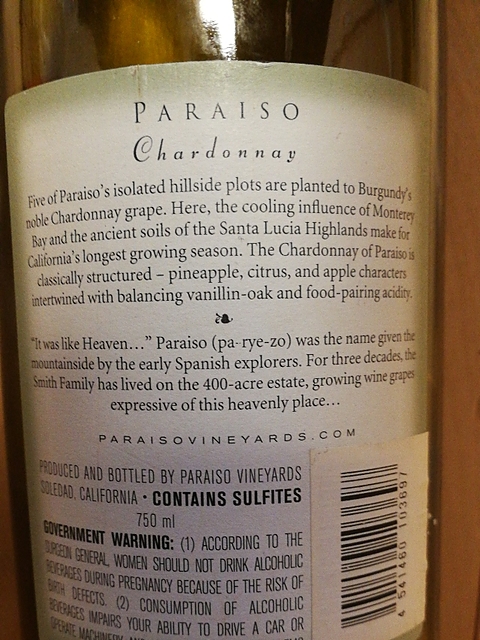 PARAISO
Chardonnay
Five of Paraiso's isolated hillside plots are planted to Burgundy's
noble Chardonnay grape. Here, the cooling influence of Monterey
Bay and the ancient soils of the Santa Lucia Highlands make for
California's longest growing season. The Chardonnay of Paraiso is
classically structured – pineapple, citrus, and apple characters
intertwined with balancing vanillin-oak and food-pairing acidity.
"It was like Heaven…" Paraiso (pa-rye-zo) was the name given the
mountainside by the early Spanish explorers. For three decades, the
Smith Family has lived on the 400-acre estate, growing wine grapes
expressive of this heavenly place…
PARAISOVINEYARDS.COM
PRODUCED AND BOTTLED BY PARAISO VINEYARDS
SOLEDAD, CALIFORNIA • CONTAINS SULFITES
750 ml
GOVERNMENT WARNING: (1) ACCORDING TO THE
SURGEON GENERAL, WOMEN SHOULD NOT DRINK ALCOHOLIC
BEVERAGES DURING PREGNANCY BECAUSE OF THE RISK OF
BIRTH DEFECTS. (2) CONSUMPTION OF ALCOHOLIC
BEVERAGES IMPAIRS YOUR ABILITY TO DRIVE A CAR OR
OPERATE MACHINERY, AND
4 541460 103697